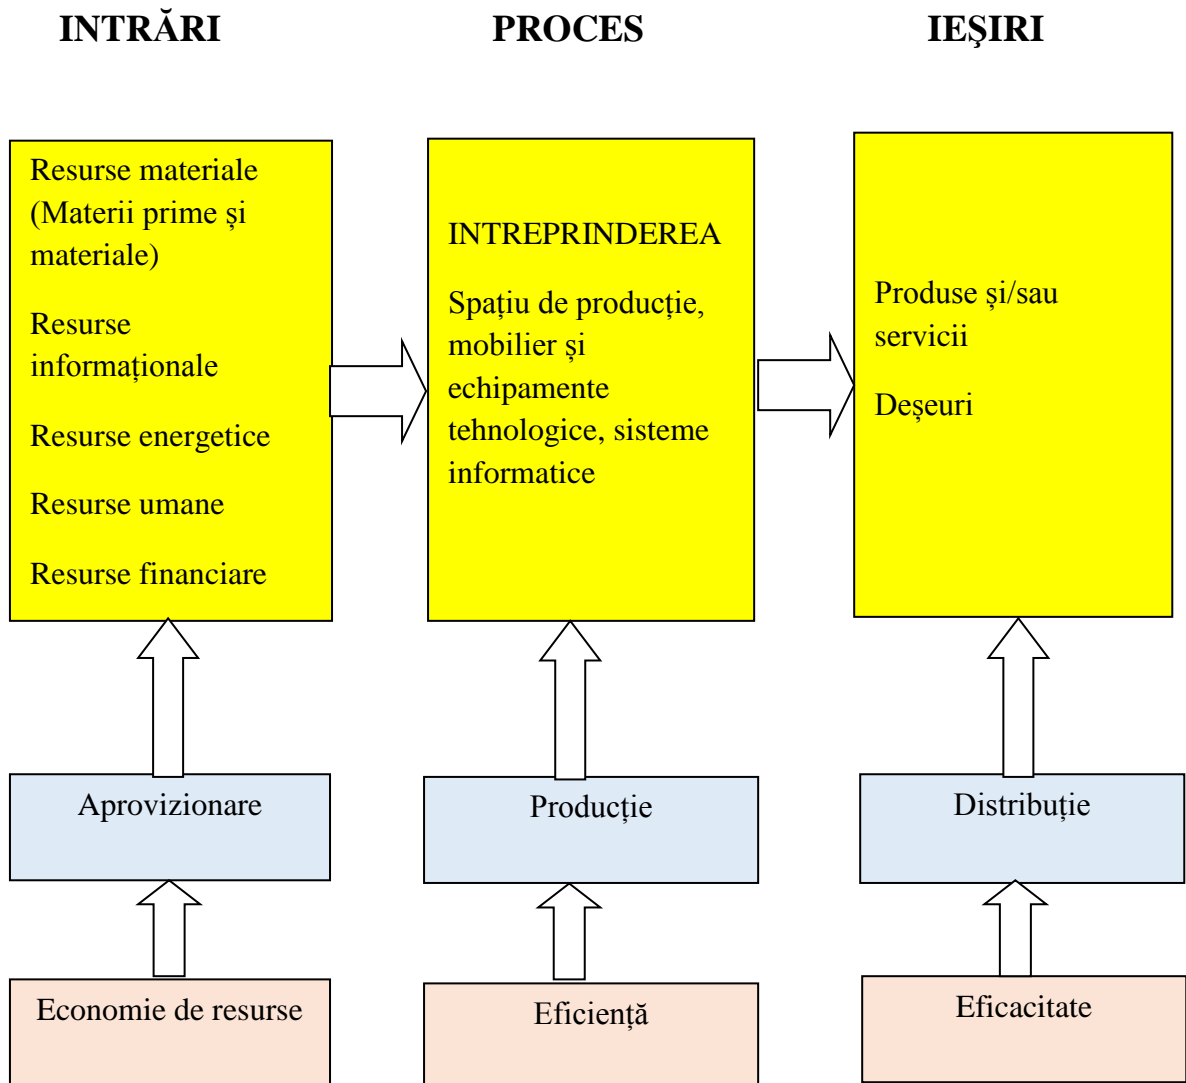 INTRĂRI
PROCES
IEŞIRI
Resurse materiale
(Materii prime și
materiale)
Resurse
informaționale
Resurse energetice
Resurse umane
Resurse financiare
INTREPRINDEREA
Spațiu de producție,
mobilier și
echipamente
tehnologice, sisteme
informatice
Produse și/sau
servicii
Deșeuri
Aprovizionare
Producție
Distribuție
Economie de resurse
Eficiență
Eficacitate